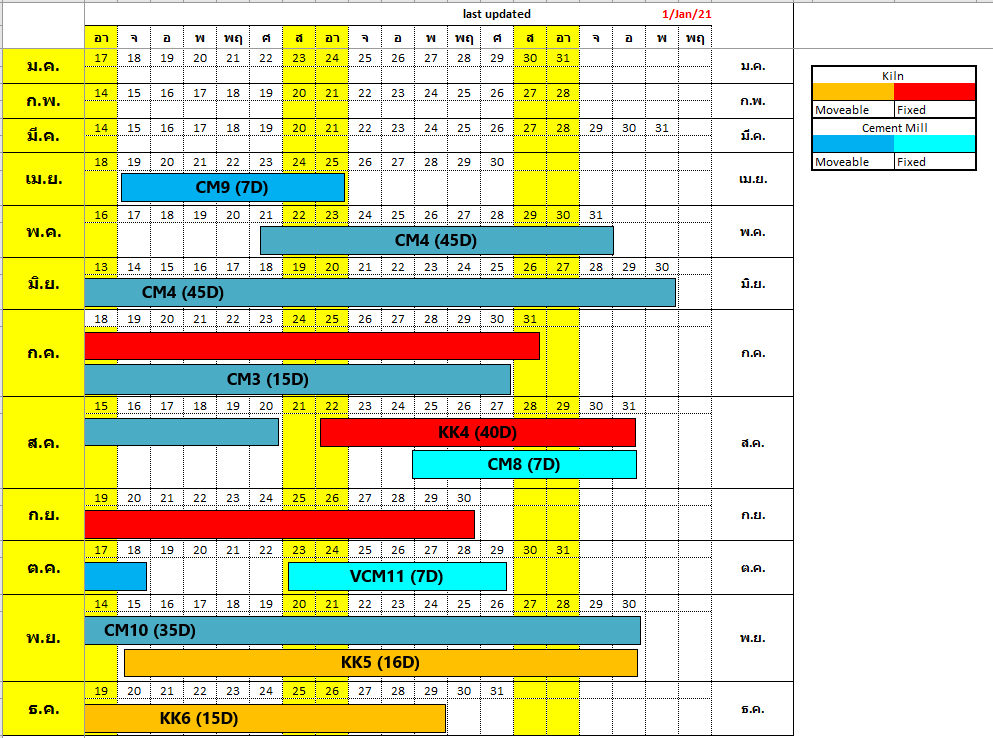 last updated 1/Jan/21
อา จ อ พ พฤ ศ ส อา จ อ พ พฤ ศ ส อา จ อ พ พฤ
ม.ค. 17 18 19 20 21 22 23 24 25 26 27 28 29 30 31 ม.ค.
ก.พ. 14 15 16 17 18 19 20 21 22 23 24 25 26 27 28 ก.พ.
มี.ค. 14 15 16 17 18 19 20 21 22 23 24 25 26 27 28 29 30 31 มี.ค.
เม.ย. 18 19 20 21 22 23 24 25 26 27 28 29 30 เม.ย.
CM9 (7D)
พ.ค. 16 17 18 19 20 21 22 23 24 25 26 27 28 29 30 31 พ.ค.
CM4 (45D)
มิ.ย. 13 14 15 16 17 18 19 20 21 22 23 24 25 26 27 28 29 30 มิ.ย.
CM4 (45D)
ก.ค. 18 19 20 21 22 23 24 25 26 27 28 29 30 31 ก.ค.
CM3 (15D)
ส.ค. 15 16 17 18 19 20 21 22 23 24 25 26 27 28 29 30 31 ส.ค.
KK4 (40D)
CM8 (7D)
ก.ย. 19 20 21 22 23 24 25 26 27 28 29 30 ก.ย.
ต.ค. 17 18 19 20 21 22 23 24 25 26 27 28 29 30 31 ต.ค.
VCM11 (7D)
พ.ย. 14 15 16 17 18 19 20 21 22 23 24 25 26 27 28 29 30 พ.ย.
CM10 (35D)
KK5 (16D)
ธ.ค. 19 20 21 22 23 24 25 26 27 28 29 30 31 ธ.ค.
KK6 (15D)
Kiln
Moveable Fixed
Cement Mill
Moveable Fixed